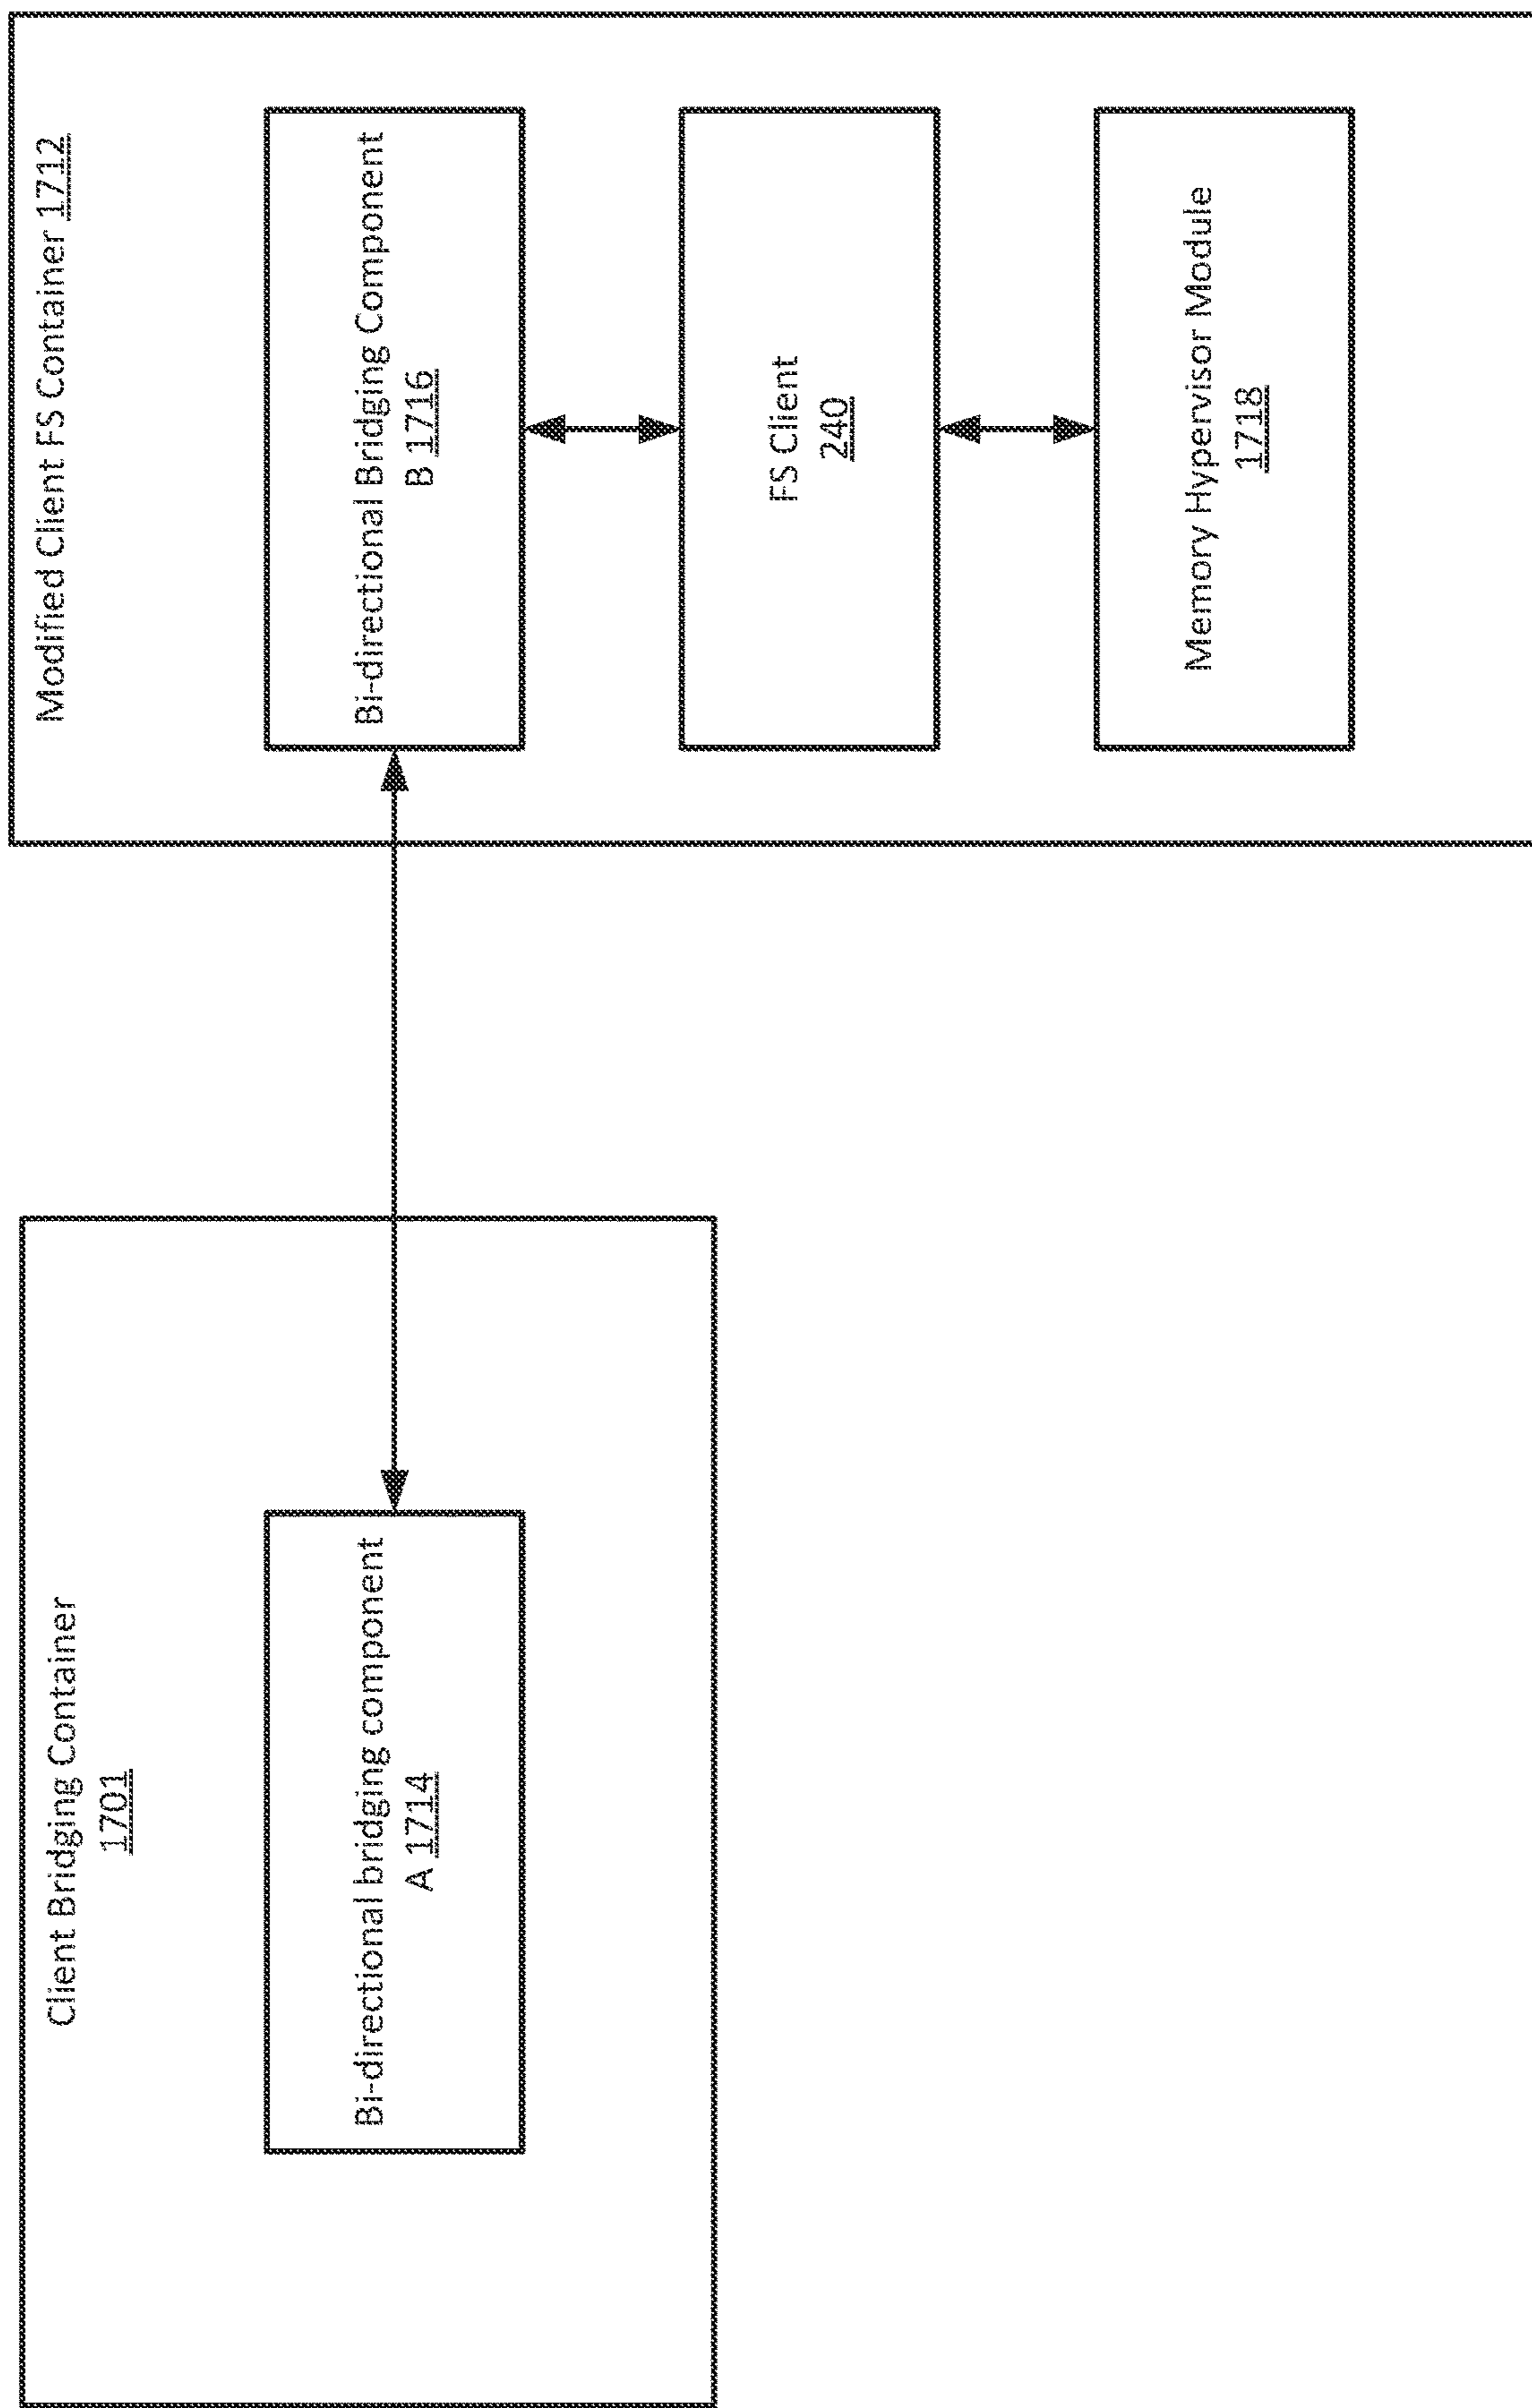 Client Bridging Container
1701
Bi-directional bridging component
A 1714
Modified Client FS Container 1712
Bi-directional Bridging Component
B 1716
FS Client
240
Memory Hypervisor Module
1718